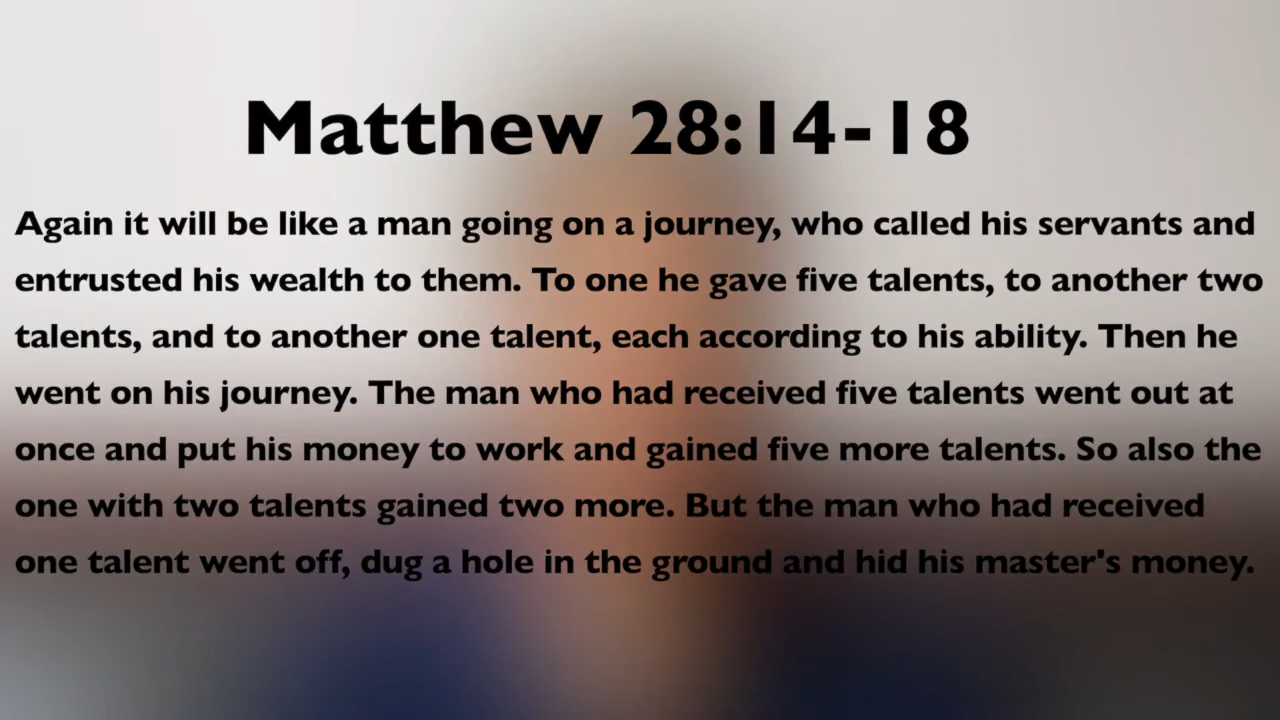 Matthew 28:14-18
Again it will be like a man going on a journey, who called his servants and
entrusted his wealth to them. To one he gave five talents, to another two
talents, and to another one talent, each according to his ability. Then he
went on his journey. The man who had received five talents went out at
once and put his money to work and gained five more talents. So also the
one with two talents gained two more. But the man who had received
one talent went off, dug a hole in the ground and hid his master's money.